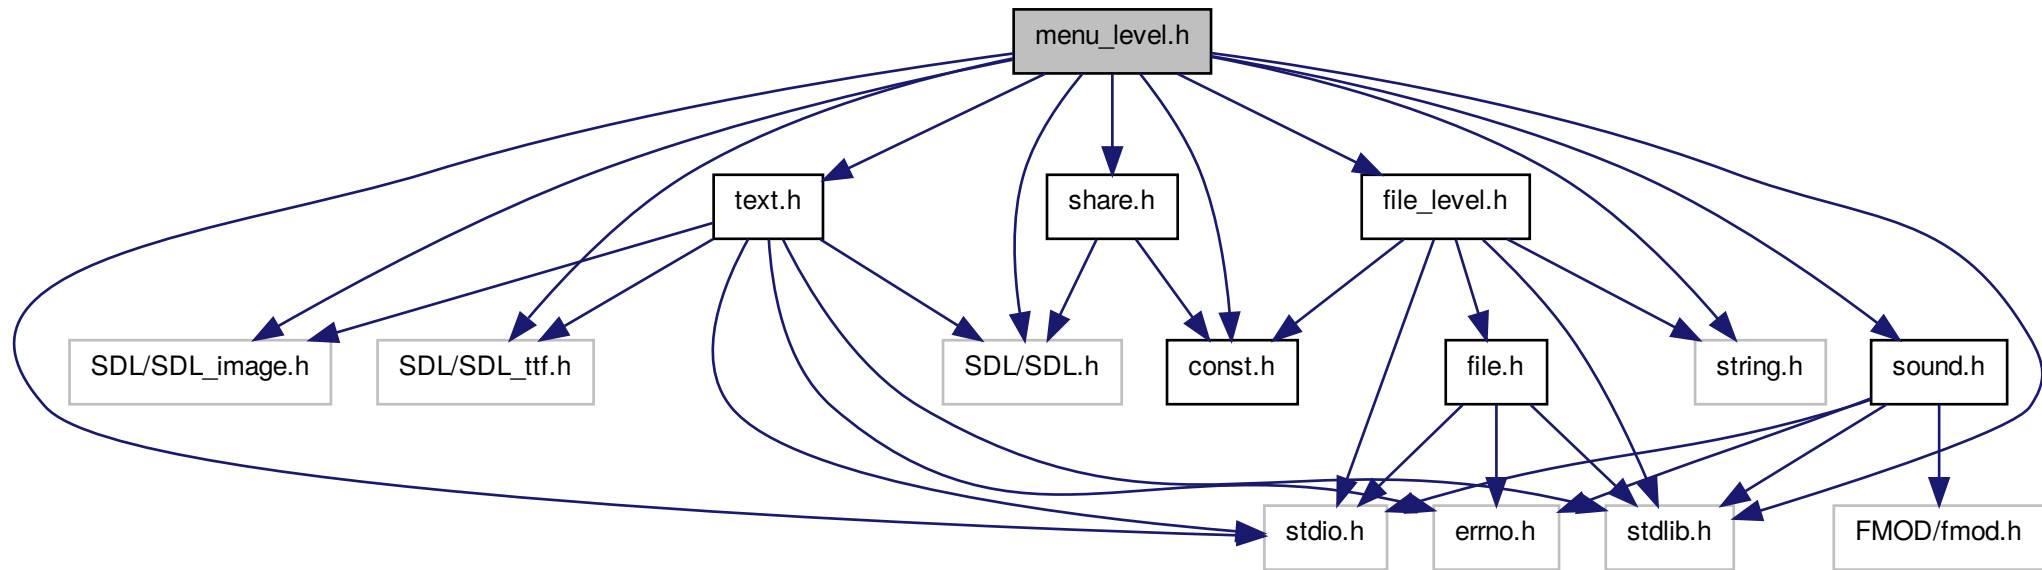 menu_level.h
text.h
share.h
file_level.h
SDL/SDL_image.h
SDL/SDL_ttf.h
SDL/SDL.h
const.h
file.h
string.h
sound.h
stdio.h
errno.h
stdlib.h
FMOD/fmod.h